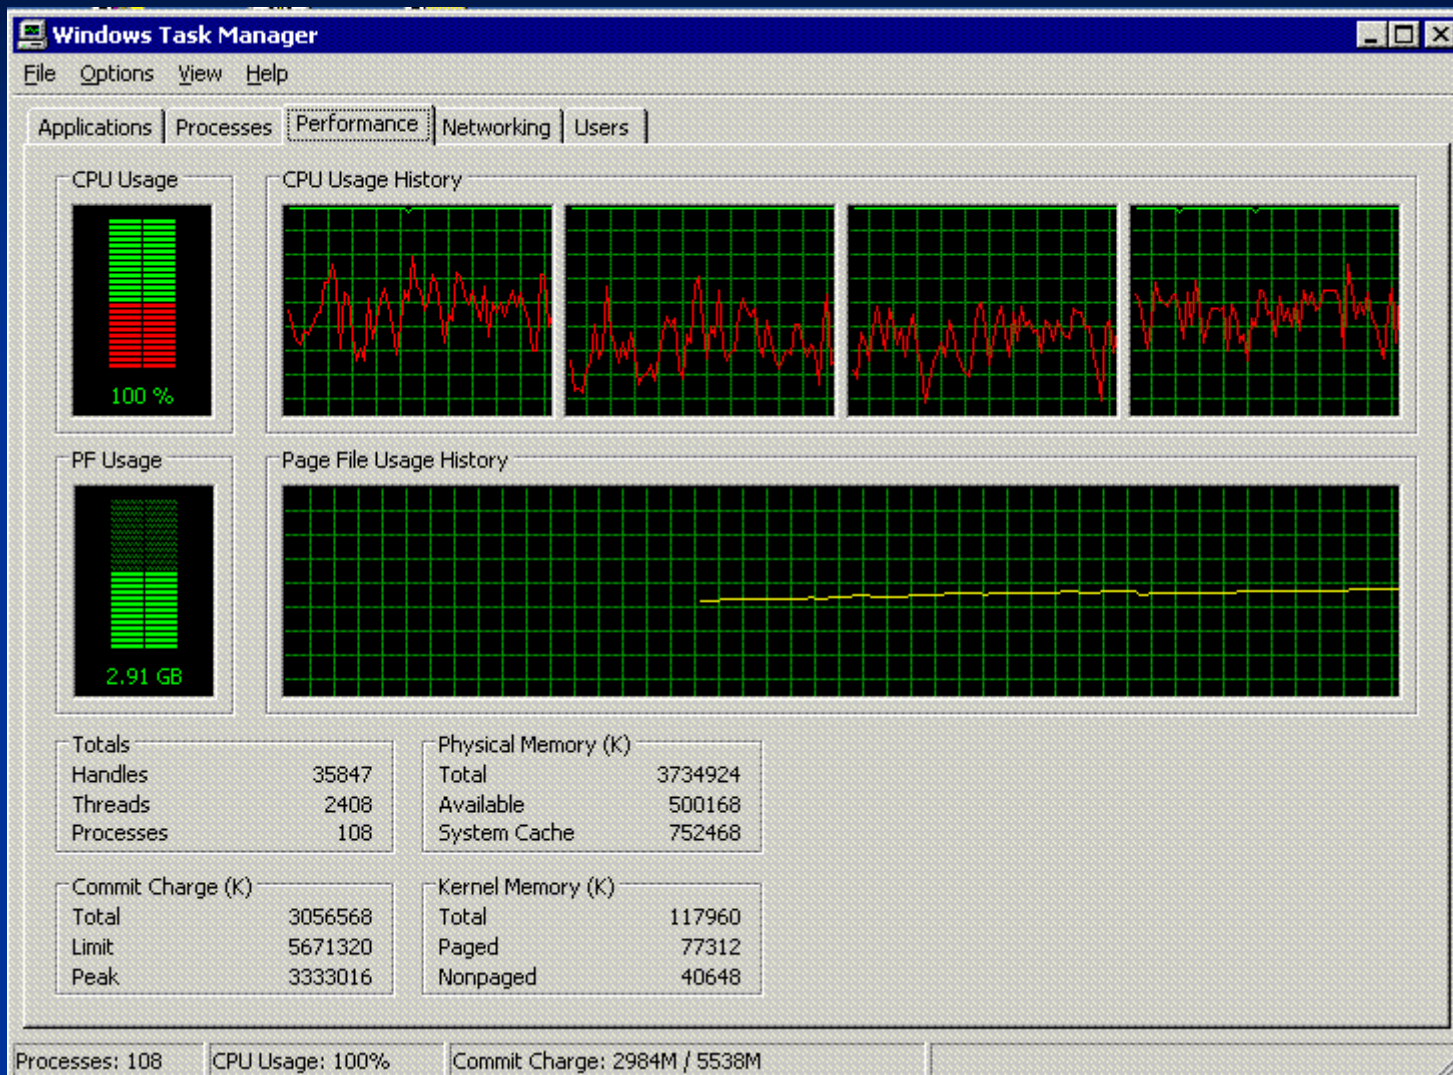 Windows Task Manager
File Options View Help
Applications Processes Performance Networking Users
CPU Usage
CPU Usage History
100 %
PF Usage
Page File Usage History
2.91 GB
Totals
Handles 35847
Threads 2408
Processes 108
Physical Memory (K)
Total 3734924
Available 500168
System Cache 752468
Commit Charge (K)
Total 3056568
Limit 5671320
Peak 3333016
Kernel Memory (K)
Total 117960
Paged 77312
Nonpaged 40648
Processes: 108 CPU Usage: 100% Commit Charge: 2984M / 5538M